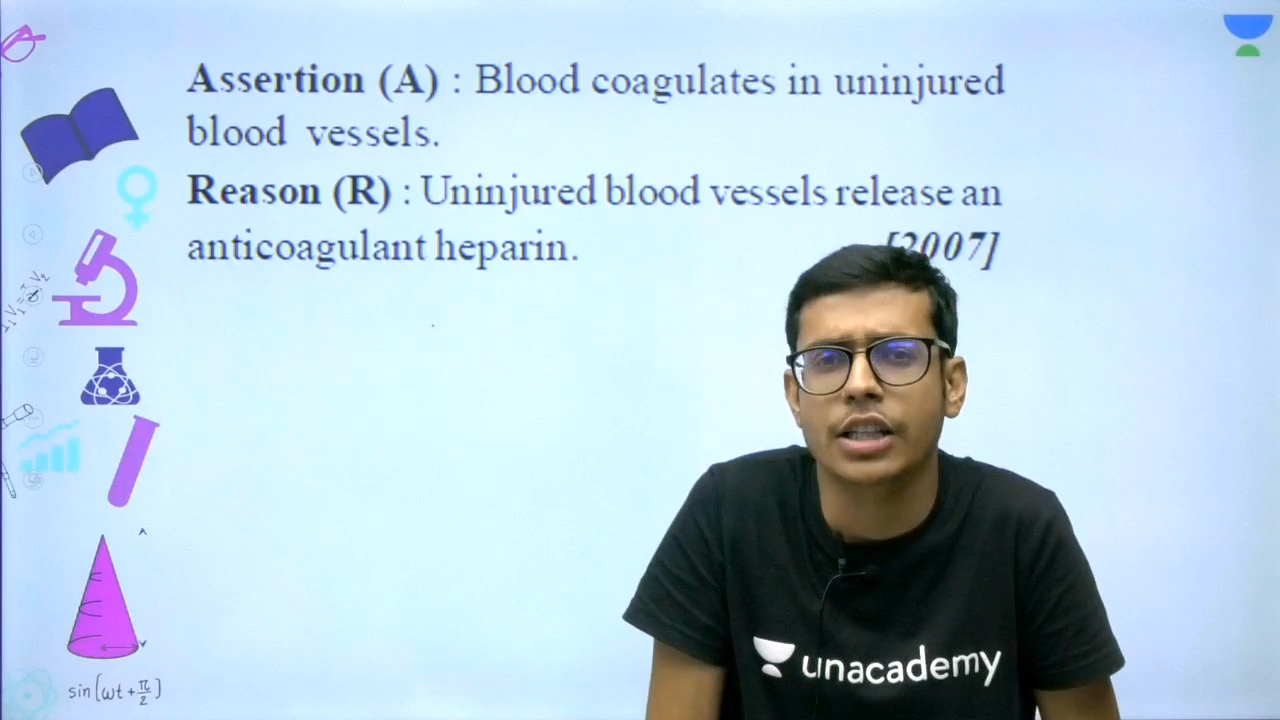 Assertion (A) : Blood coagulates in uninjured
blood vessels.
Reason (R) : Uninjured blood vessels release an
anticoagulant heparin.
[2007]
sin(ωt + π/2)
unacademy